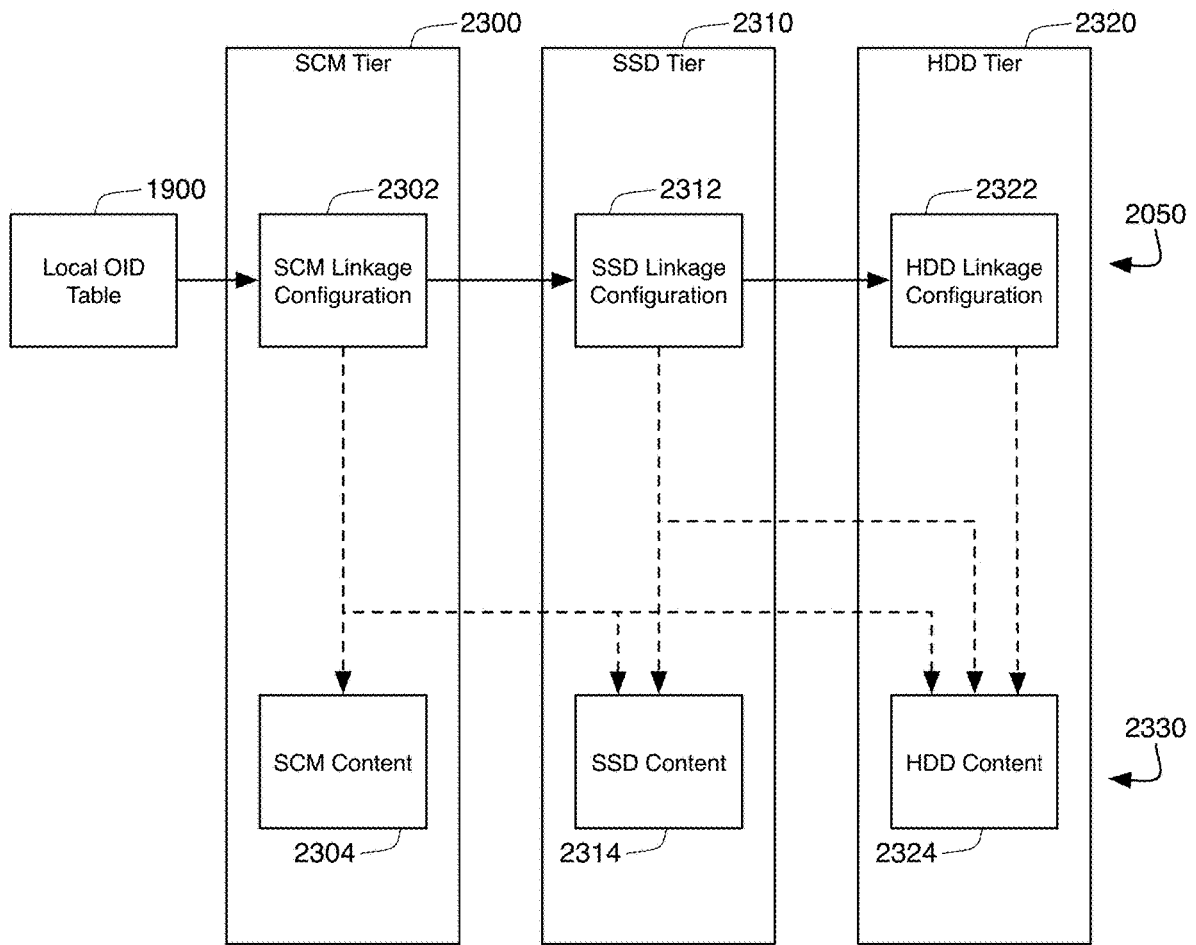 2300
2310
2320
SCM Tier
SSD Tier
HDD Tier
1900
2302
2312
2322
2050
Local OID
Table
SCM Linkage
Configuration
SSD Linkage
Configuration
HDD Linkage
Configuration
2330
SCM Content
SSD Content
HDD Content
2304
2314
2324